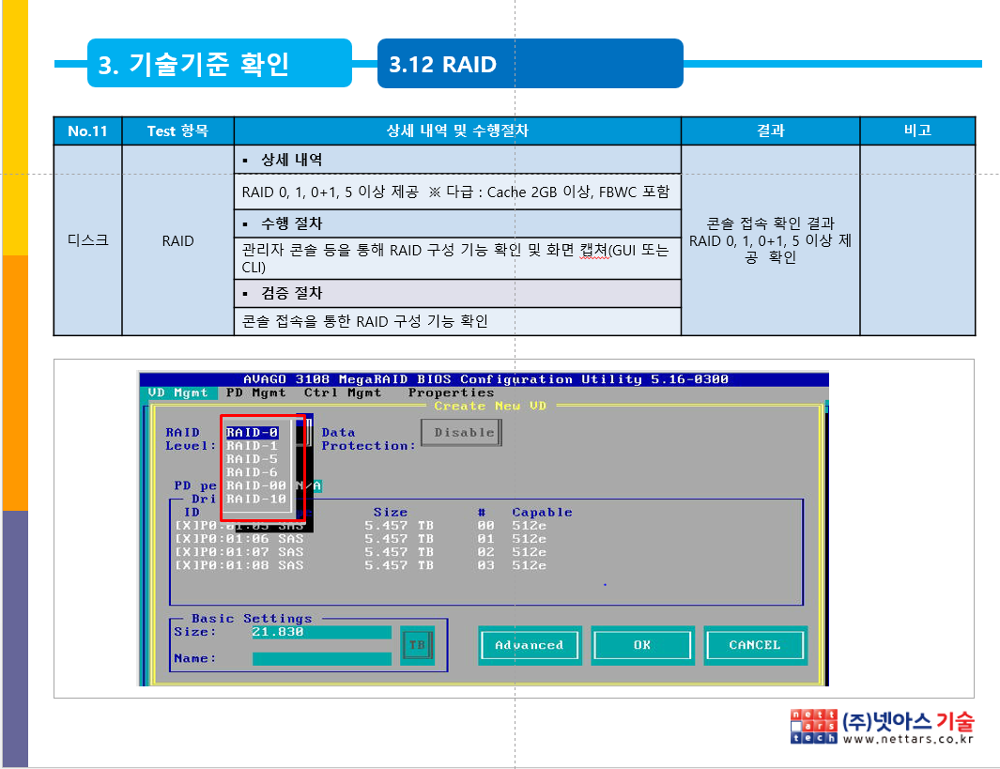 3. 기술기준 확인
3.12 RAID
No.11 Test 항목 상세 내역 및 수행절차 결과 비고
▪ 상세 내역
RAID 0, 1, 0+1, 5 이상 제공 ※ 다급 : Cache 2GB 이상, FBWC 포함
▪ 수행 절차
디스크
RAID
관리자 콘솔 등을 통해 RAID 구성 기능 확인 및 화면 캡쳐(GUI 또는
CLI)
▪ 검증 절차
콘솔 접속을 통한 RAID 구성 기능 확인
콘솔 접속 확인 결과
RAID 0, 1, 0+1, 5 이상 제
공 확인
AVAGO 3108 MegaRAID BIOS Configuration Utility 5.16-0300
VD Mgmt PD Mgmt Ctrl Mgmt Properties
Create New VD
RAID
Level:
RAID-0
RAID-1
RAID-5
RAID-6
RAID-00
RAID-10
Data
Protection:
Disable
PD pe N/A
Dri
ID Size # Capable
[X]P0:01:05 SAS 5.457 TB 00 512e
[X]P0:01:06 SAS 5.457 TB 01 512e
[X]P0:01:07 SAS 5.457 TB 02 512e
[X]P0:01:08 SAS 5.457 TB 03 512e
Basic Settings
Size: 21.830 TB
Name:
Advanced OK CANCEL
nett
ars
tech
(주)넷아스 기술
www.nettars.co.kr